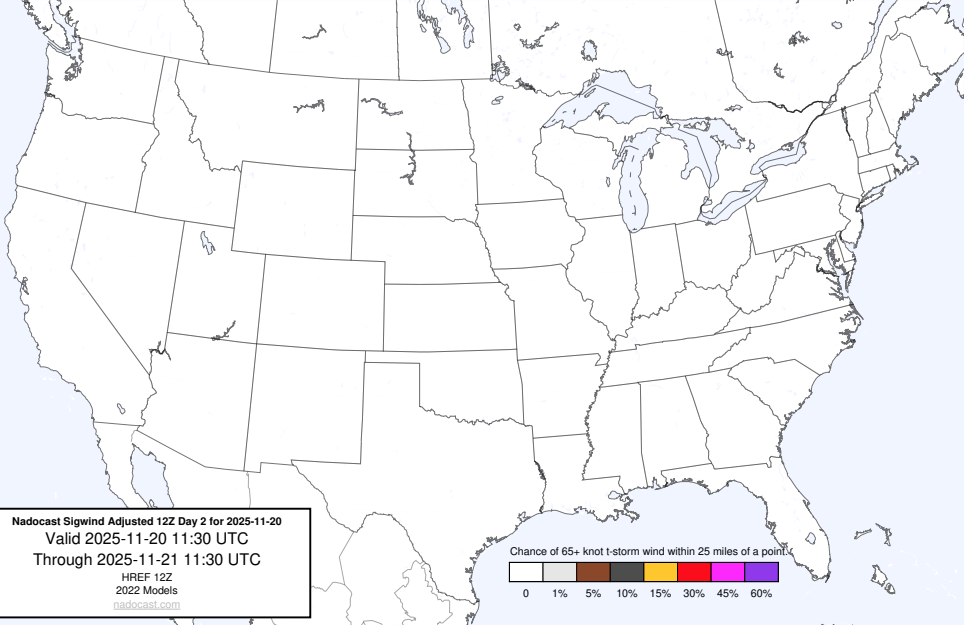 Nadocast Sigwind Adjusted 12Z Day 2 for 2025-11-20
Valid 2025-11-20 11:30 UTC
Through 2025-11-21 11:30 UTC
HREF 12Z
2022 Models
nadocast.com
Chance of 65+ knot t-storm wind within 25 miles of a point.
0 1% 5% 10% 15% 30% 45% 60%